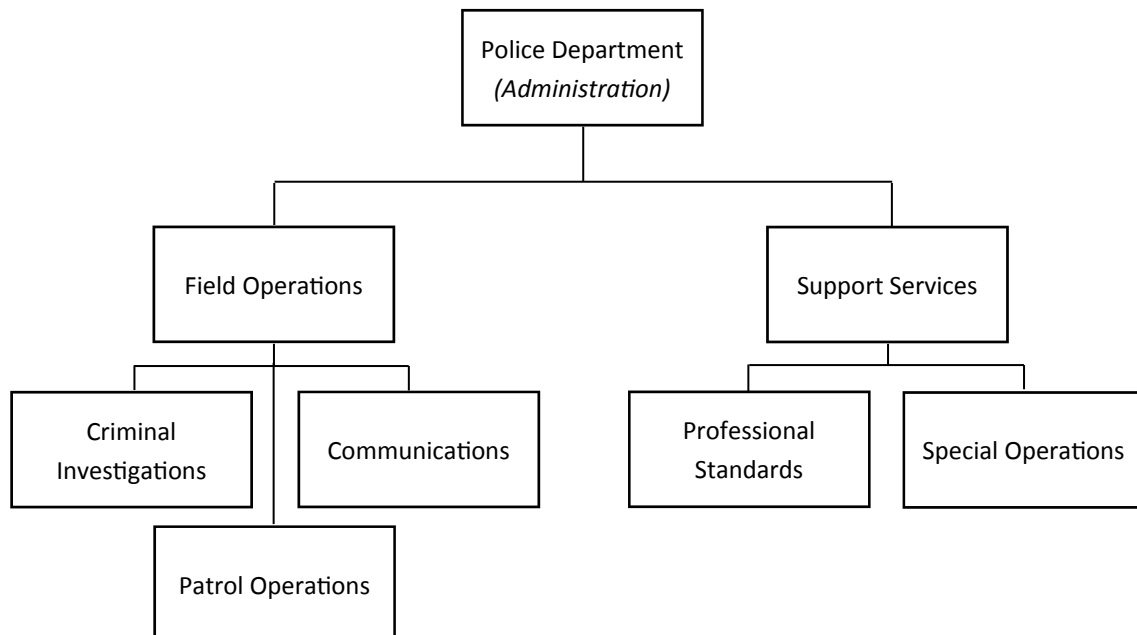 Police Department
(Administration)
Field Operations
Support Services
Criminal
Investigations
Communications
Professional
Standards
Special Operations
Patrol Operations